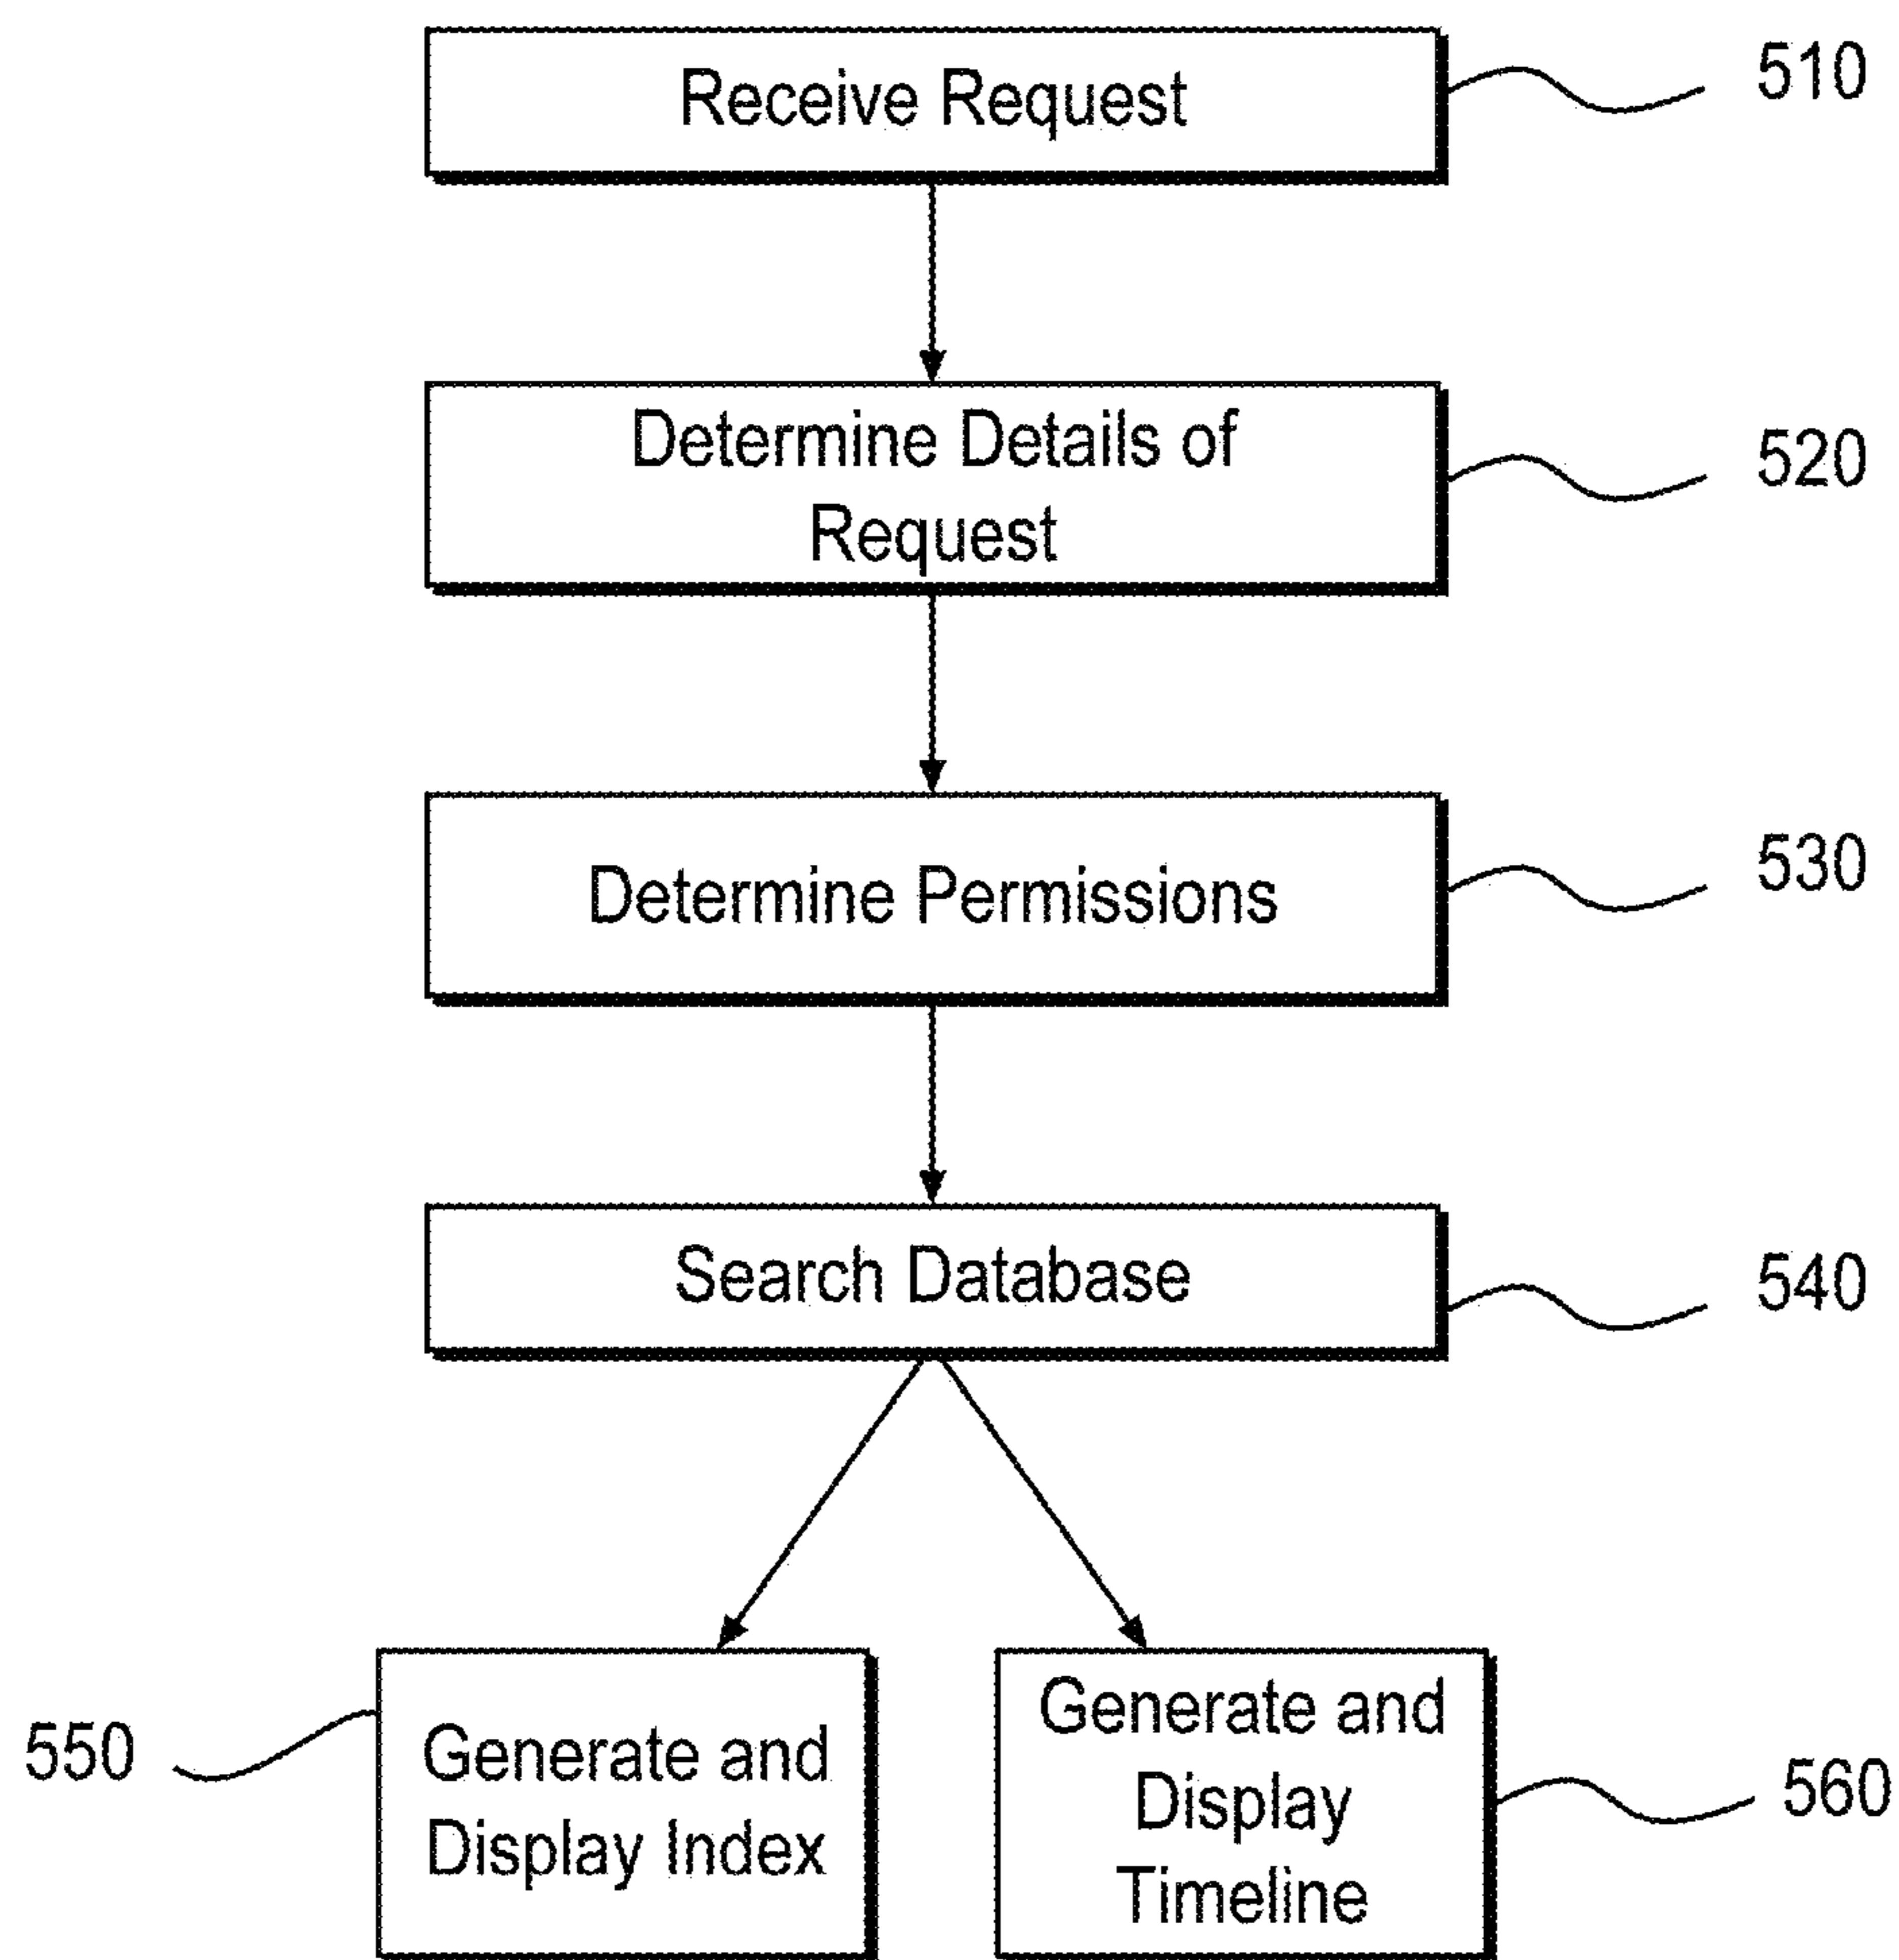 Receive Request
510
Determine Details of
Request
520
Determine Permissions
530
Search Database
540
550
Generate and
Display Index
Generate and
Display
Timeline
560